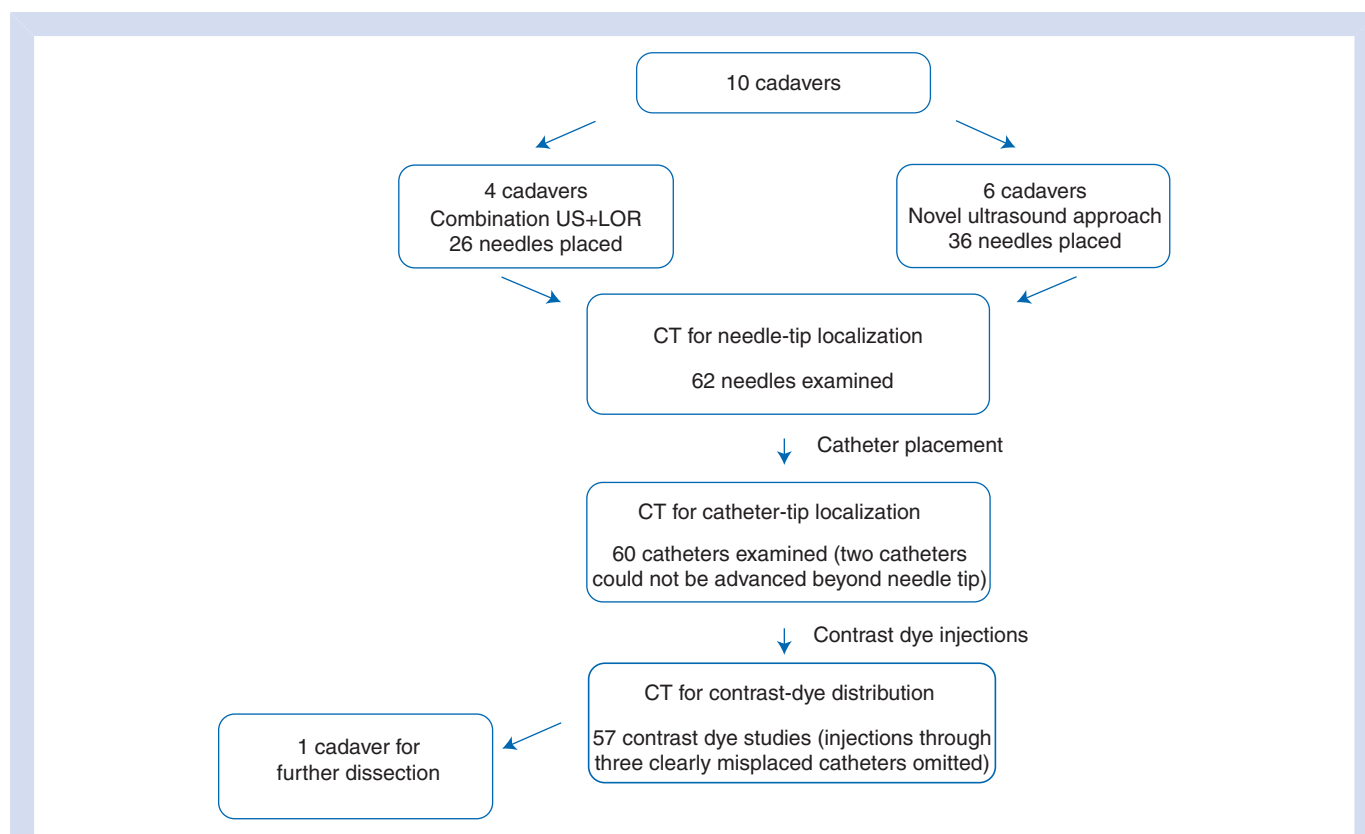 10 cadavers
4 cadavers
Combination US+LOR
26 needles placed
6 cadavers
Novel ultrasound approach
36 needles placed
CT for needle-tip localization
62 needles examined
Catheter placement
CT for catheter-tip localization
60 catheters examined (two catheters
could not be advanced beyond needle tip)
Contrast dye injections
CT for contrast-dye distribution
57 contrast dye studies (injections through
three clearly misplaced catheters omitted)
1 cadaver for
further dissection